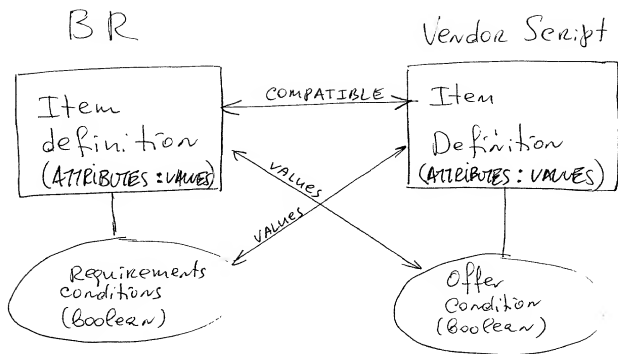 BR
Vendor Script
Item
definition
(ATTRIBUTES : VALUES)
COMPATIBLE
Item
Definition
(ATTRIBUTES : VALUES)
VALUES
VALUES
Requirements
conditions
(Boolean)
Offer
condition
(Boolean)